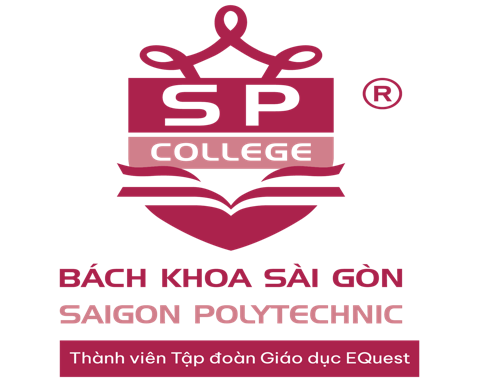 SP
®
COLLEGE
BÁCH KHOA SÀI GÒN
SAIGON POLYTECHNIC
Thành viên Tập đoàn Giáo dục EQuest